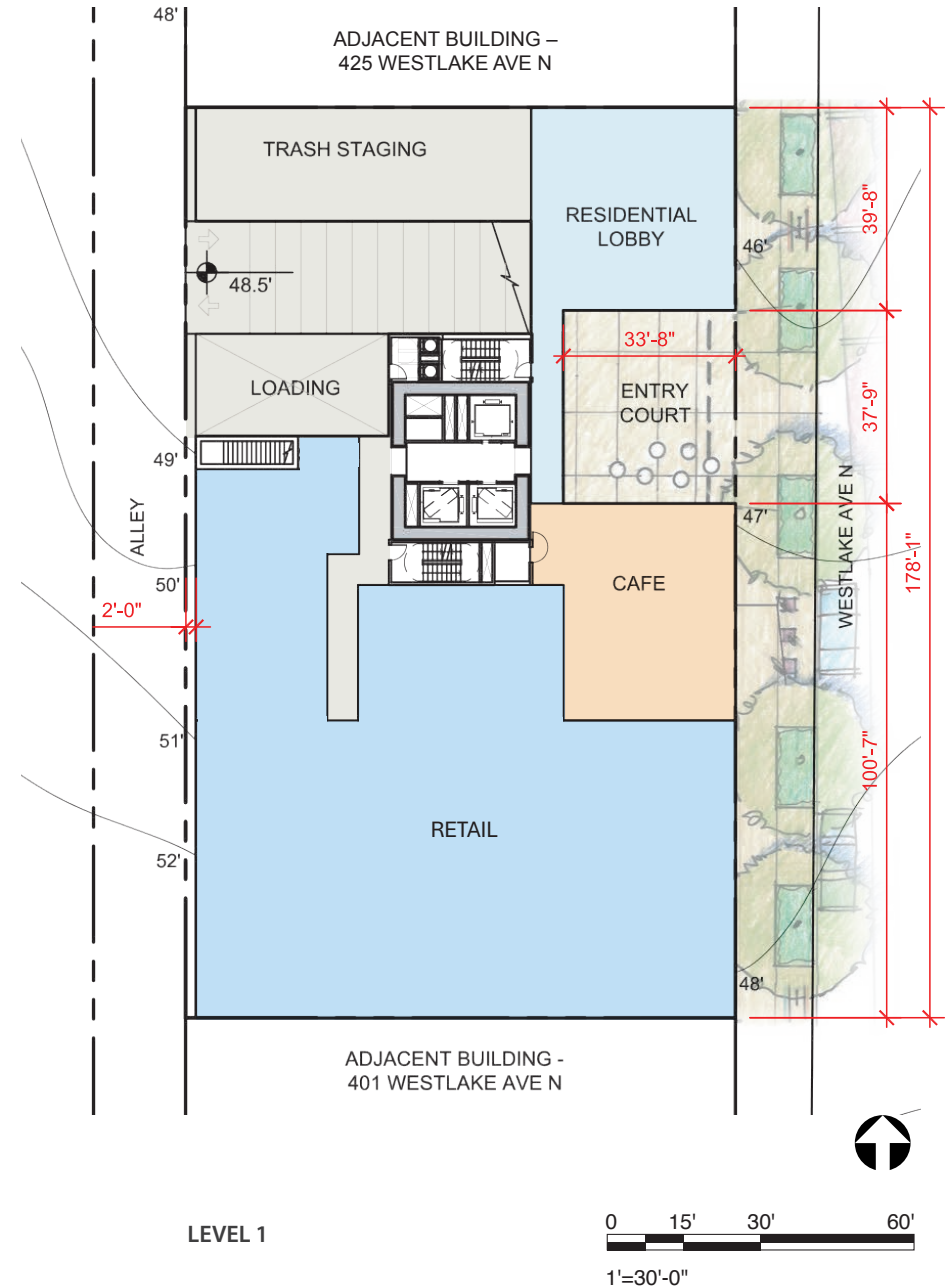 48'
ADJACENT BUILDING –
425 WESTLAKE AVE N
TRASH STAGING
RESIDENTIAL
LOBBY
39'-8"
46'
48.5'
33'-8"
LOADING
ENTRY
COURT
37'-9"
49'
ALLEY
47'
WESTLAKE AVE N
178'-1"
50'
CAFE
2'-0"
51'
100'-7"
RETAIL
52'
48'
ADJACENT BUILDING -
401 WESTLAKE AVE N
LEVEL 1
0 15' 30' 60'
1'=30'-0"